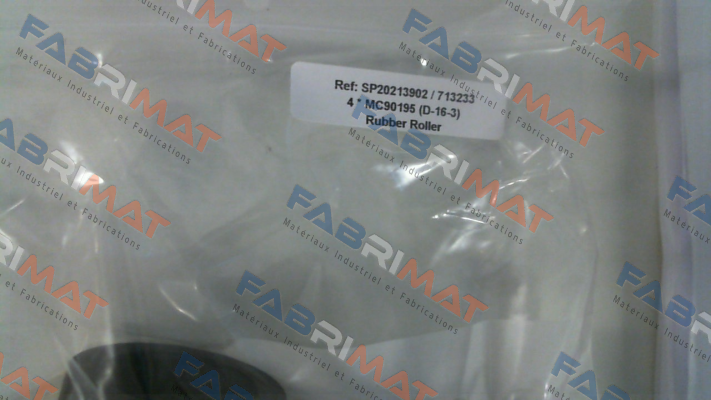 Ref: SP20213902 / 713233
4 * MC90195 (D-16-3)
Rubber Roller
FABRIMAT
Materiaux Industriel et Fabrications